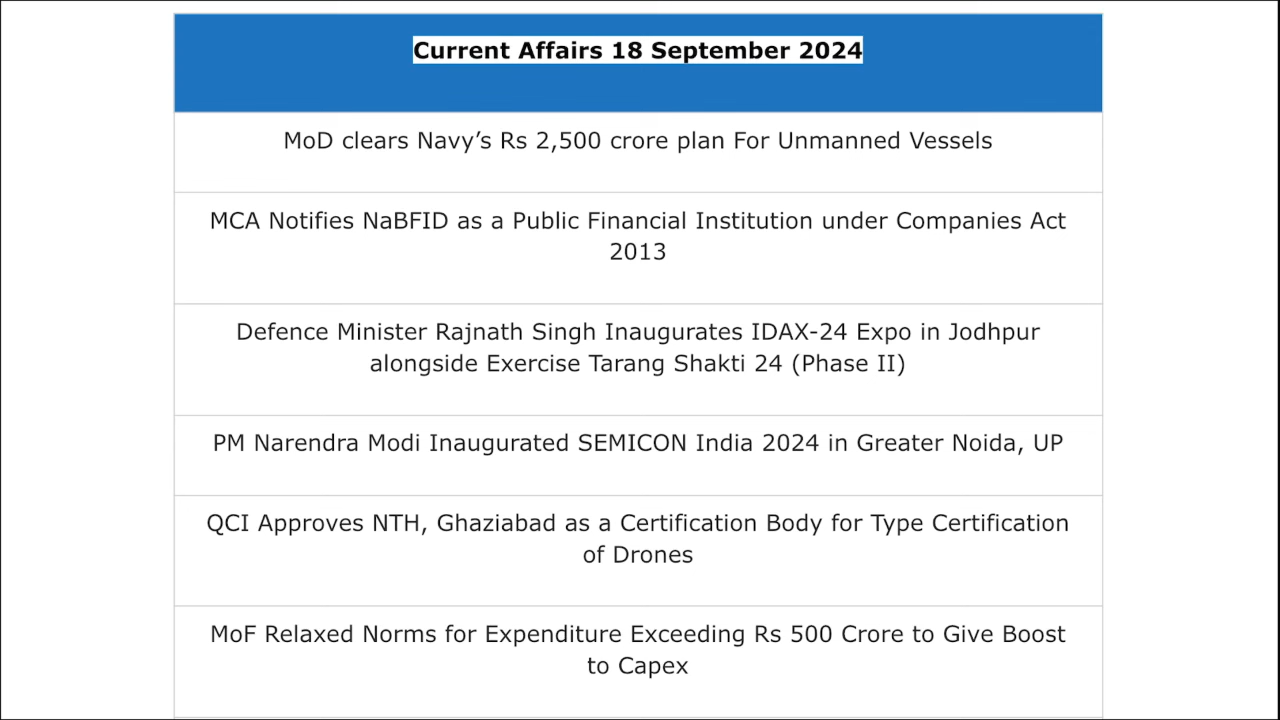 Current Affairs 18 September 2024
MoD clears Navy’s Rs 2,500 crore plan For Unmanned Vessels
MCA Notifies NaBFID as a Public Financial Institution under Companies Act
2013
Defence Minister Rajnath Singh Inaugurates IDAX-24 Expo in Jodhpur
alongside Exercise Tarang Shakti 24 (Phase II)
PM Narendra Modi Inaugurated SEMICON India 2024 in Greater Noida, UP
QCI Approves NTH, Ghaziabad as a Certification Body for Type Certification
of Drones
MoF Relaxed Norms for Expenditure Exceeding Rs 500 Crore to Give Boost
to Capex